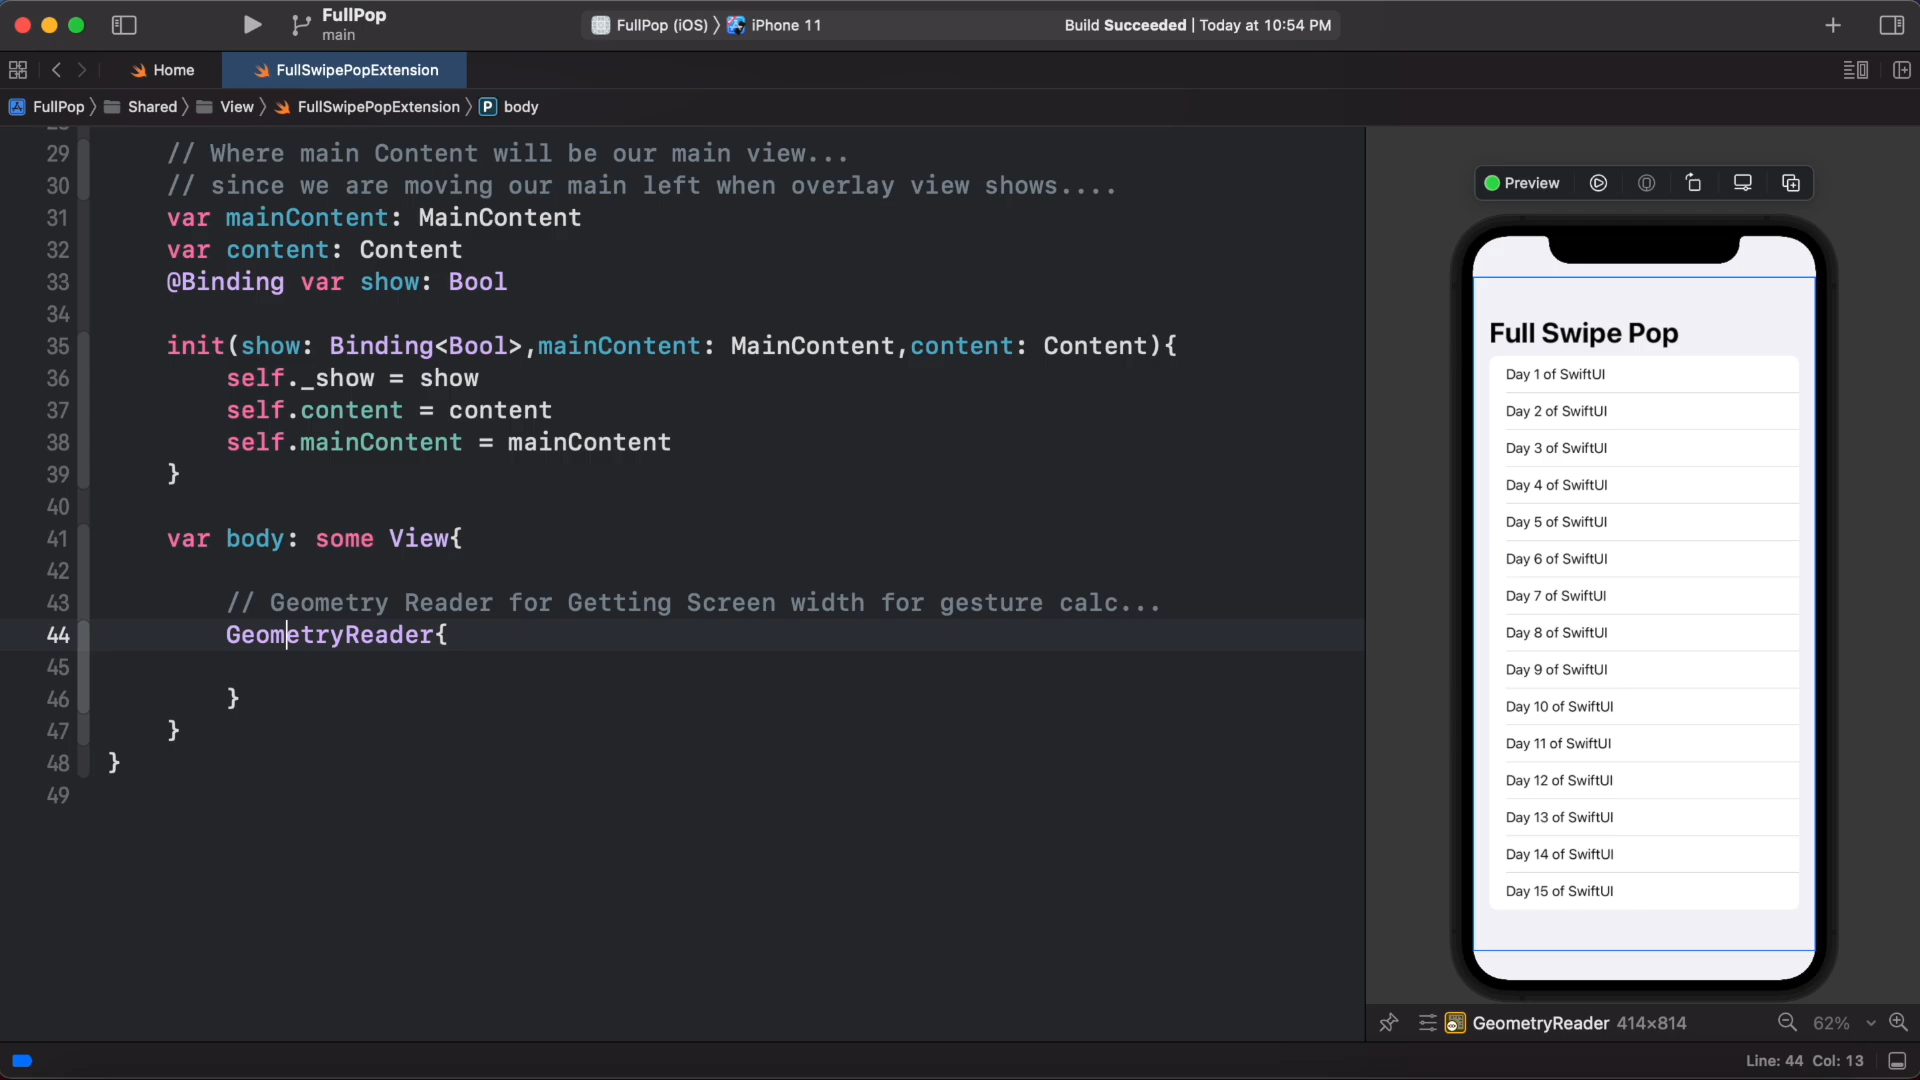 FullPop
main
FullPop (iOS) 〉 iPhone 11
Build Succeeded | Today at 10:54 PM
Home
FullSwipePopExtension
FullPop 〉 Shared 〉 View 〉 FullSwipePopExtension 〉 P body
29 // Where main Content will be our main view...
30 // since we are moving our main left when overlay view shows....
31 var mainContent: MainContent
32 var content: Content
33 @Binding var show: Bool
34
35 init(show: Binding<Bool>,mainContent: MainContent,content: Content){
36 self._show = show
37 self.content = content
38 self.mainContent = mainContent
39 }
40
41 var body: some View{
42
43 // Geometry Reader for Getting Screen width for gesture calc...
44 GeometryReader{
45
46 }
47 }
48 }
49
Preview
Full Swipe Pop
Day 1 of SwiftUI
Day 2 of SwiftUI
Day 3 of SwiftUI
Day 4 of SwiftUI
Day 5 of SwiftUI
Day 6 of SwiftUI
Day 7 of SwiftUI
Day 8 of SwiftUI
Day 9 of SwiftUI
Day 10 of SwiftUI
Day 11 of SwiftUI
Day 12 of SwiftUI
Day 13 of SwiftUI
Day 14 of SwiftUI
Day 15 of SwiftUI
GeometryReader 414×814
62%
Line: 44 Col: 13